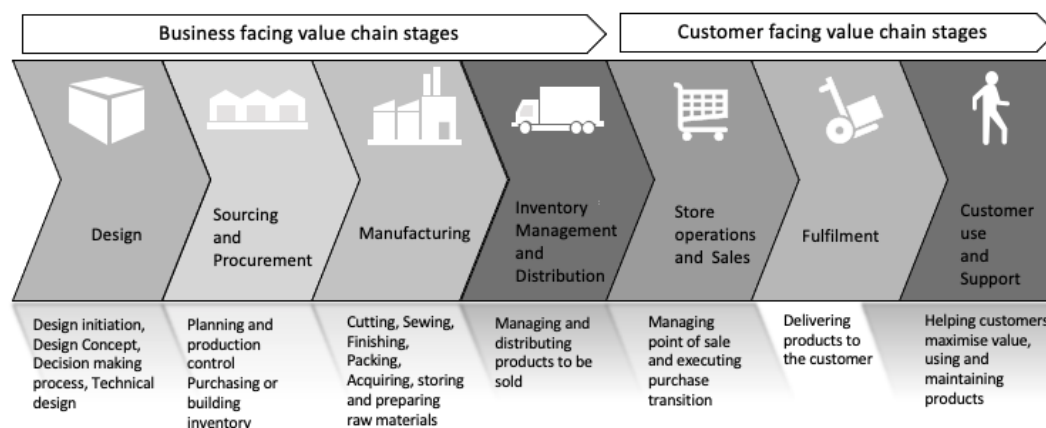 Business facing value chain stages
Customer facing value chain stages
Design
Sourcing
and
Procurement
Manufacturing
Inventory
Management
and
Distribution
Store
operations
and Sales
Fulfilment
Customer
use
and
Support
Design initiation,
Design Concept,
Decision making
process, Technical
design
Planning and
production
control
Purchasing or
building
inventory
Cutting, Sewing,
Finishing,
Packing,
Acquiring, storing
and preparing
raw materials
Managing and
distributing
products to be
sold
Managing
point of sale
and executing
purchase
transition
Delivering
products to
the customer
Helping customers
maximise value,
using and
maintaining
products